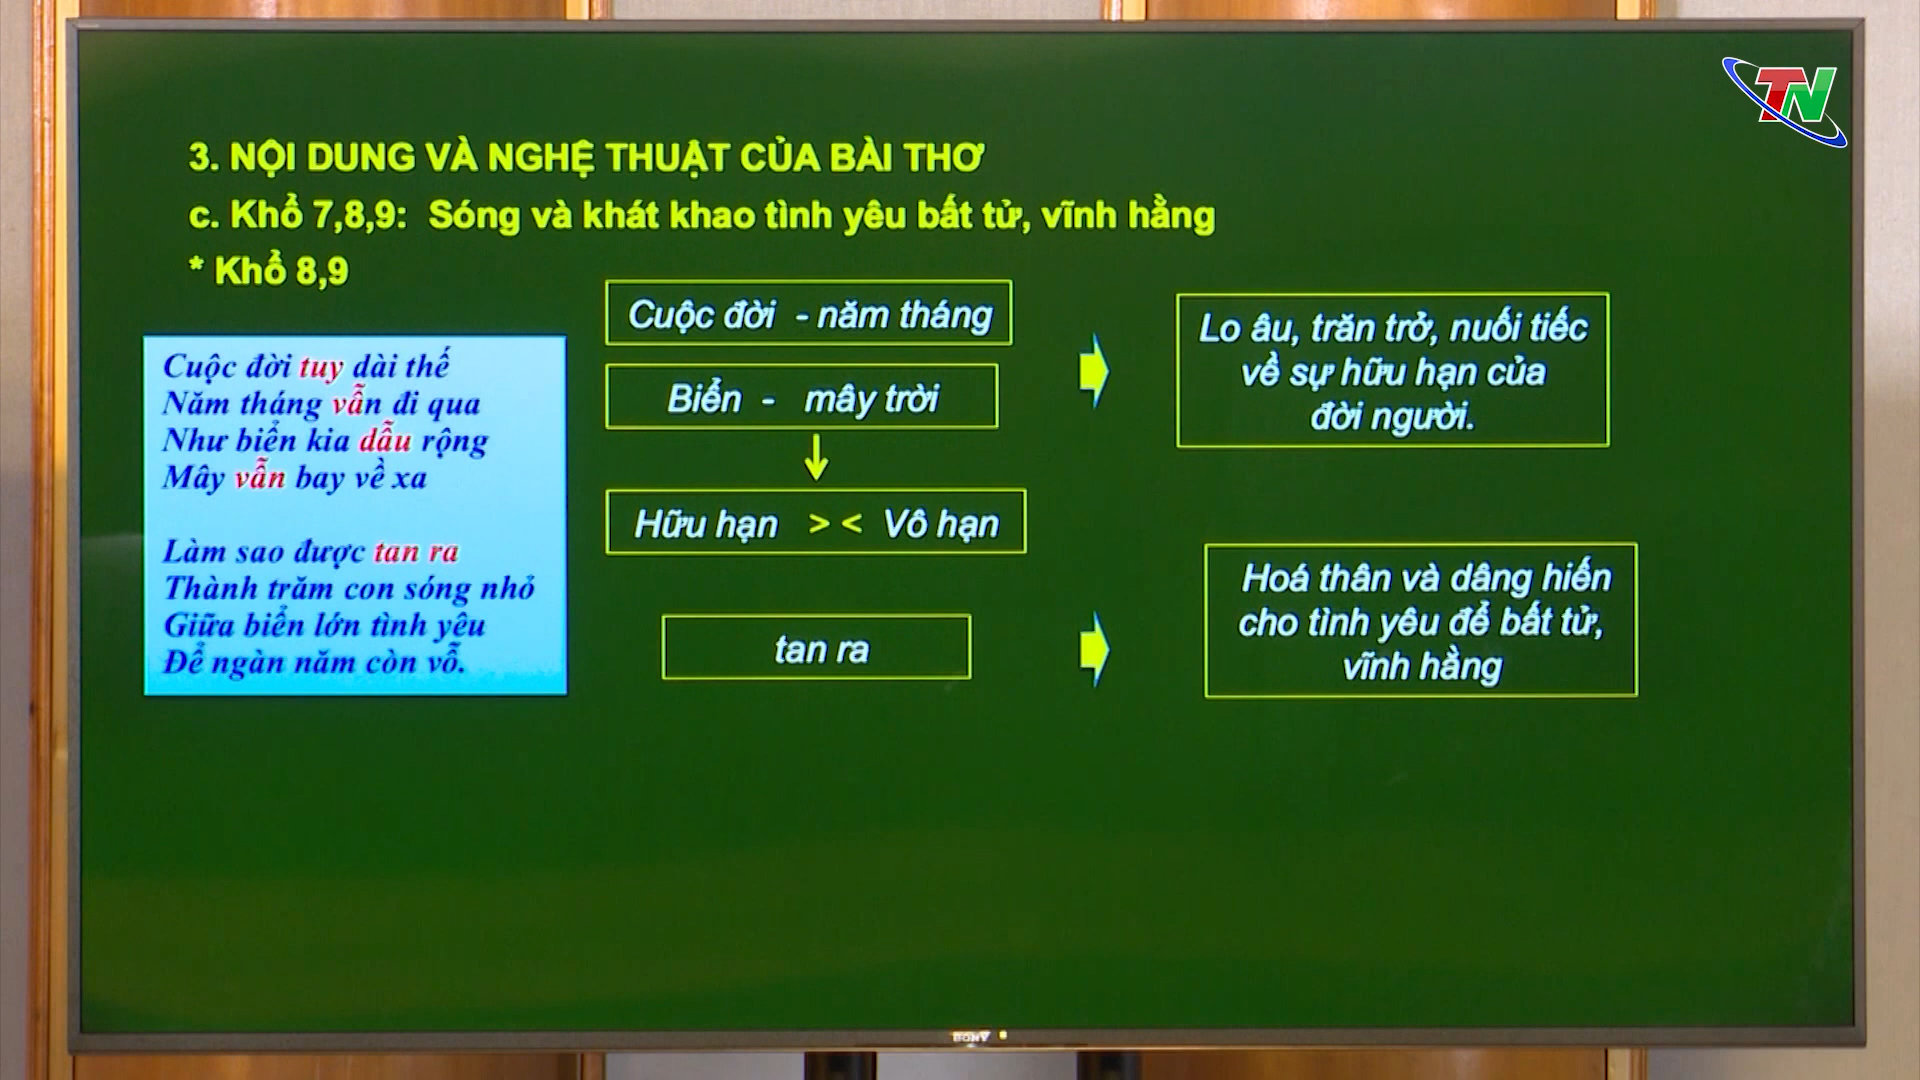 TN
3. NỘI DUNG VÀ NGHỆ THUẬT CỦA BÀI THƠ
c. Khổ 7,8,9: Sóng và khát khao tình yêu bất tử, vĩnh hằng
* Khổ 8,9
Cuộc đời tuy dài thế
Năm tháng vẫn đi qua
Như biển kia dẫu rộng
Mây vẫn bay về xa
Làm sao được tan ra
Thành trăm con sóng nhỏ
Giữa biển lớn tình yêu
Để ngàn năm còn vỗ.
Cuộc đời - năm tháng
Biển - mây trời
Hữu hạn > < Vô hạn
tan ra
Lo âu, trăn trở, nuối tiếc
về sự hữu hạn của
đời người.
Hoá thân và dâng hiến
cho tình yêu để bất tử,
vĩnh hằng
SONY